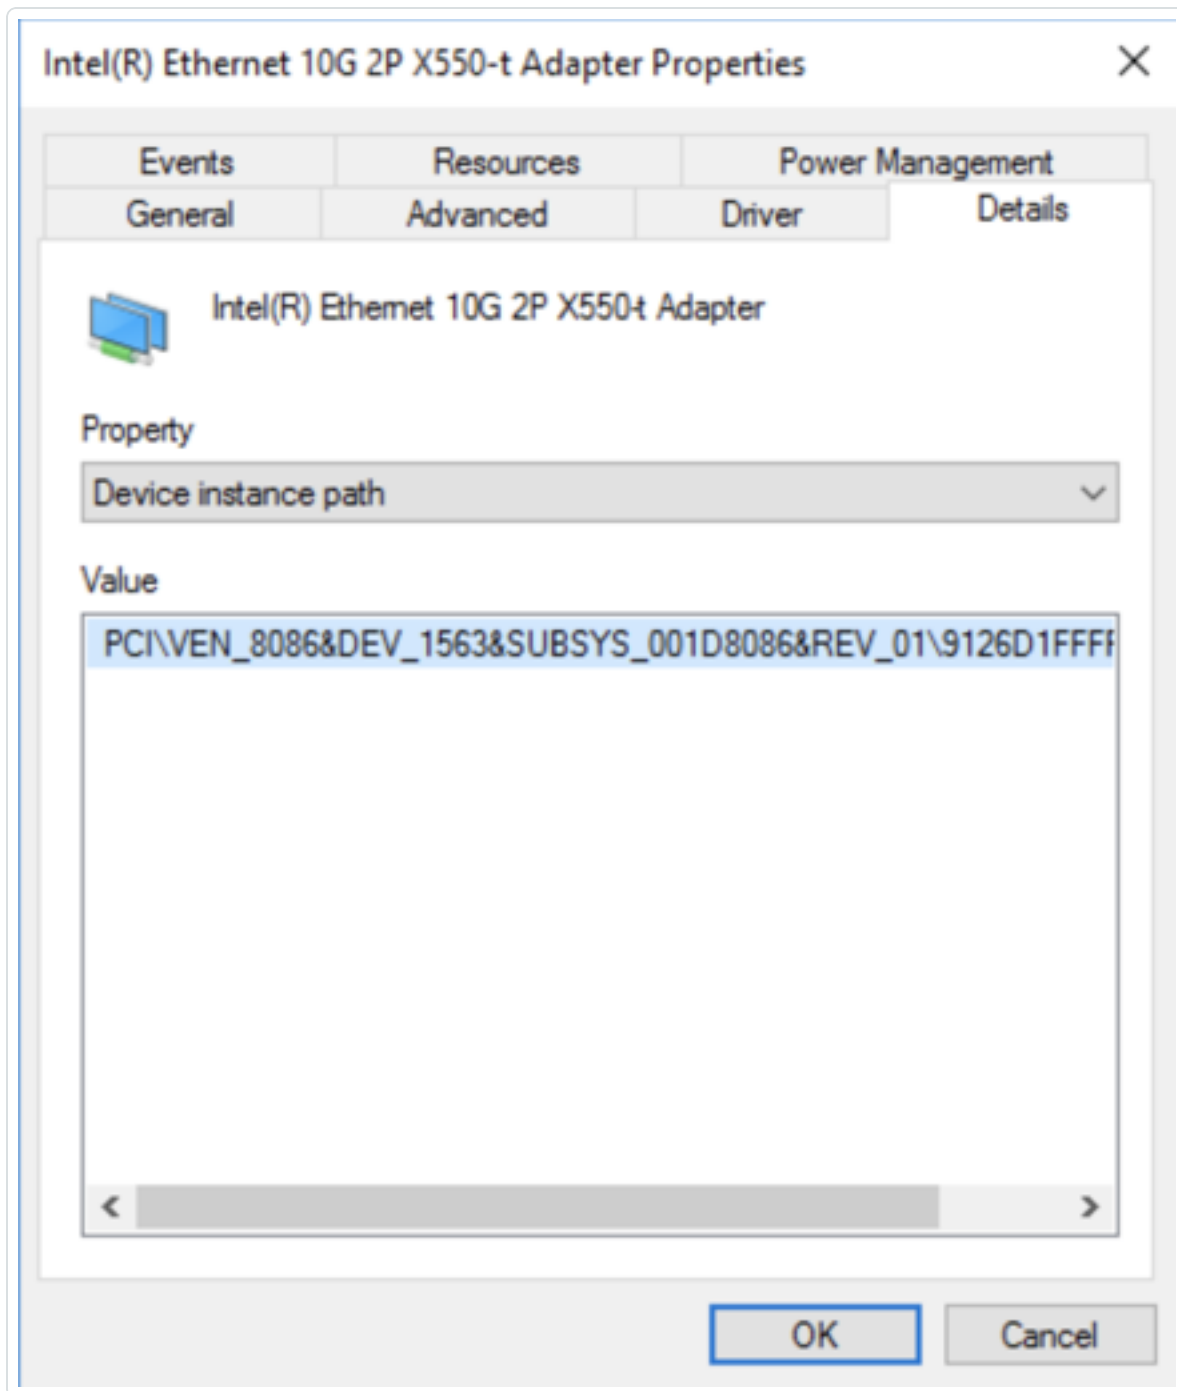 Intel(R) Ethernet 10G 2P X550-t Adapter Properties
Events Resources Power Management
General Advanced Driver Details
Intel(R) Ethernet 10G 2P X550-t Adapter
Property
Device instance path
Value
PCI\VEN_8086&DEV_1563&SUBSYS_001D8086&REV_01\9126D1FFFF
OK Cancel